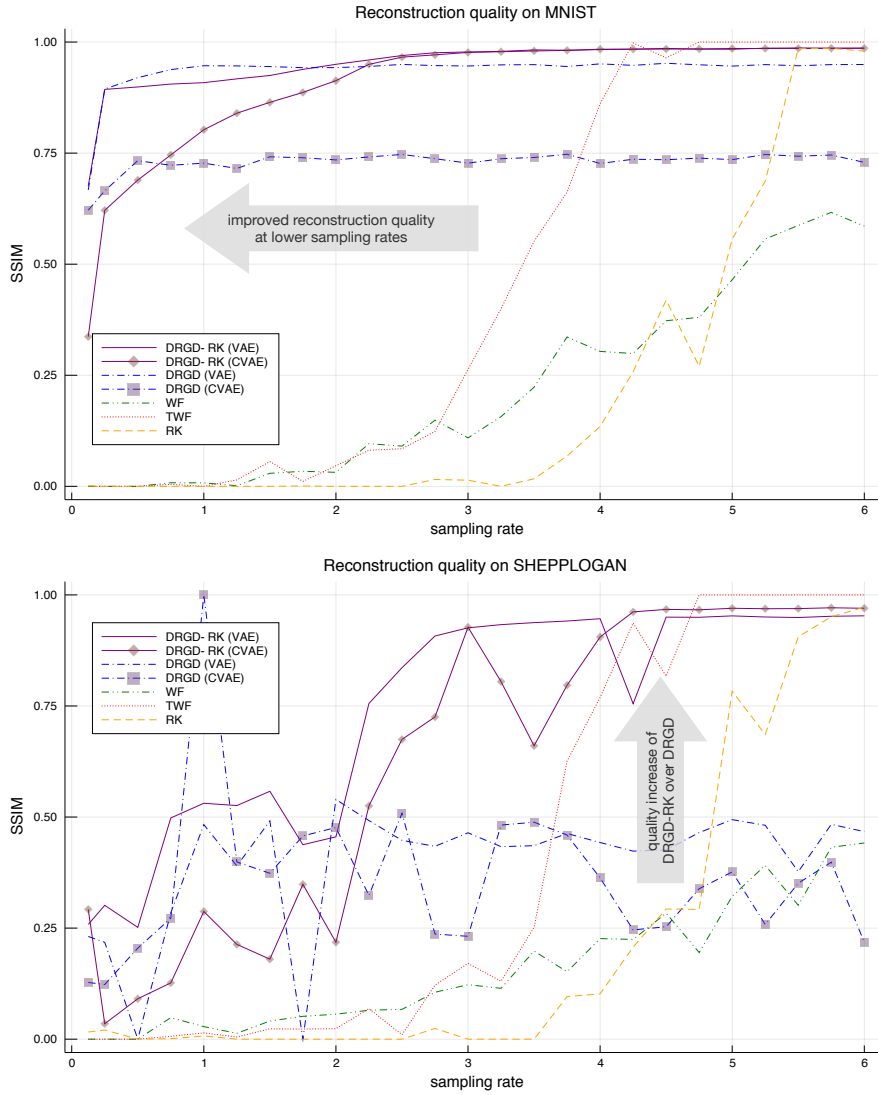 Reconstruction quality on MNIST
1.00
0.75
0.50
0.25
0.00
SSIM
improved reconstruction quality
at lower sampling rates
DRGD- RK (VAE)
DRGD- RK (CVAE)
DRGD (VAE)
DRGD (CVAE)
WF
TWF
RK
0 1 2 3 4 5 6
sampling rate
Reconstruction quality on SHEPPLOGAN
1.00
0.75
0.50
0.25
0.00
SSIM
DRGD- RK (VAE)
DRGD- RK (CVAE)
DRGD (VAE)
DRGD (CVAE)
WF
TWF
RK
quality increase of
DRGD-RK over DRGD
0 1 2 3 4 5 6
sampling rate